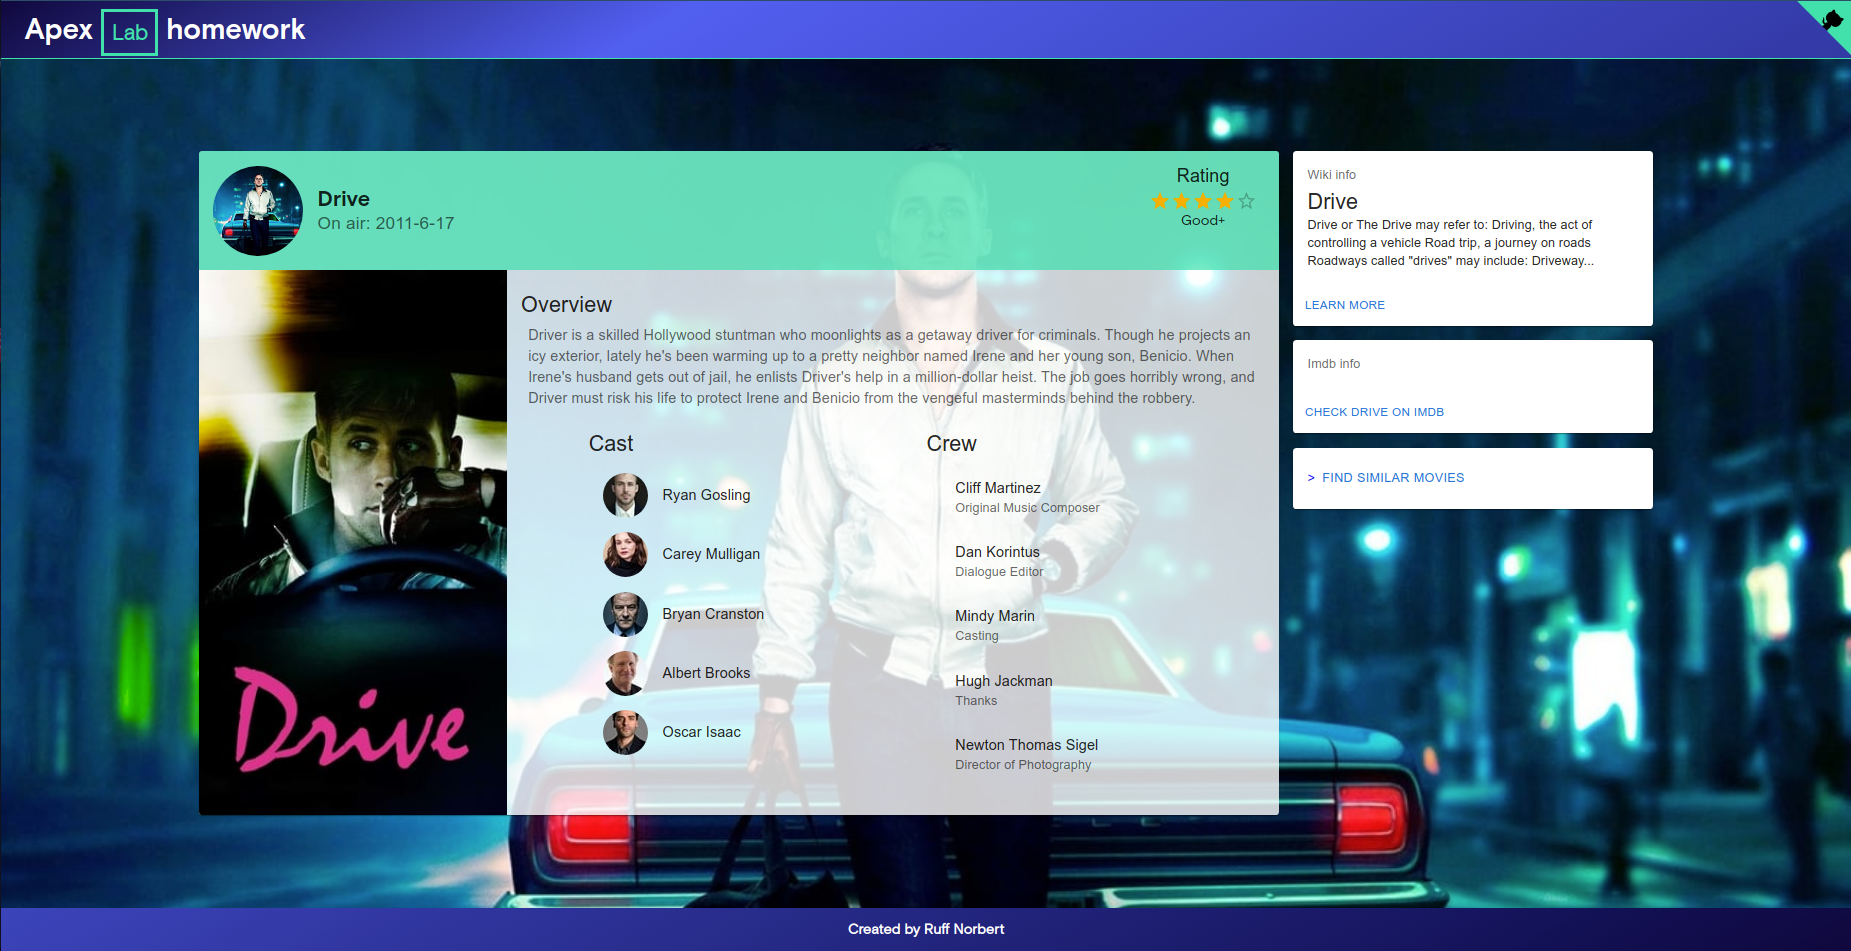 Apex Lab homework
Drive
On air: 2011-6-17
Rating
Good+
Overview
Driver is a skilled Hollywood stuntman who moonlights as a getaway driver for criminals. Though he projects an
icy exterior, lately he's been warming up to a pretty neighbor named Irene and her young son, Benicio. When
Irene's husband gets out of jail, he enlists Driver's help in a million-dollar heist. The job goes horribly wrong, and
Driver must risk his life to protect Irene and Benicio from the vengeful masterminds behind the robbery.
Drive
Cast
Ryan Gosling
Carey Mulligan
Bryan Cranston
Albert Brooks
Oscar Isaac
Crew
Cliff Martinez
Original Music Composer
Dan Korintus
Dialogue Editor
Mindy Marin
Casting
Hugh Jackman
Thanks
Newton Thomas Sigel
Director of Photography
Wiki info
Drive
Drive or The Drive may refer to: Driving, the act of
controlling a vehicle Road trip, a journey on roads
Roadways called "drives" may include: Driveway...
LEARN MORE
Imdb info
CHECK DRIVE ON IMDB
> FIND SIMILAR MOVIES
Created by Ruff Norbert